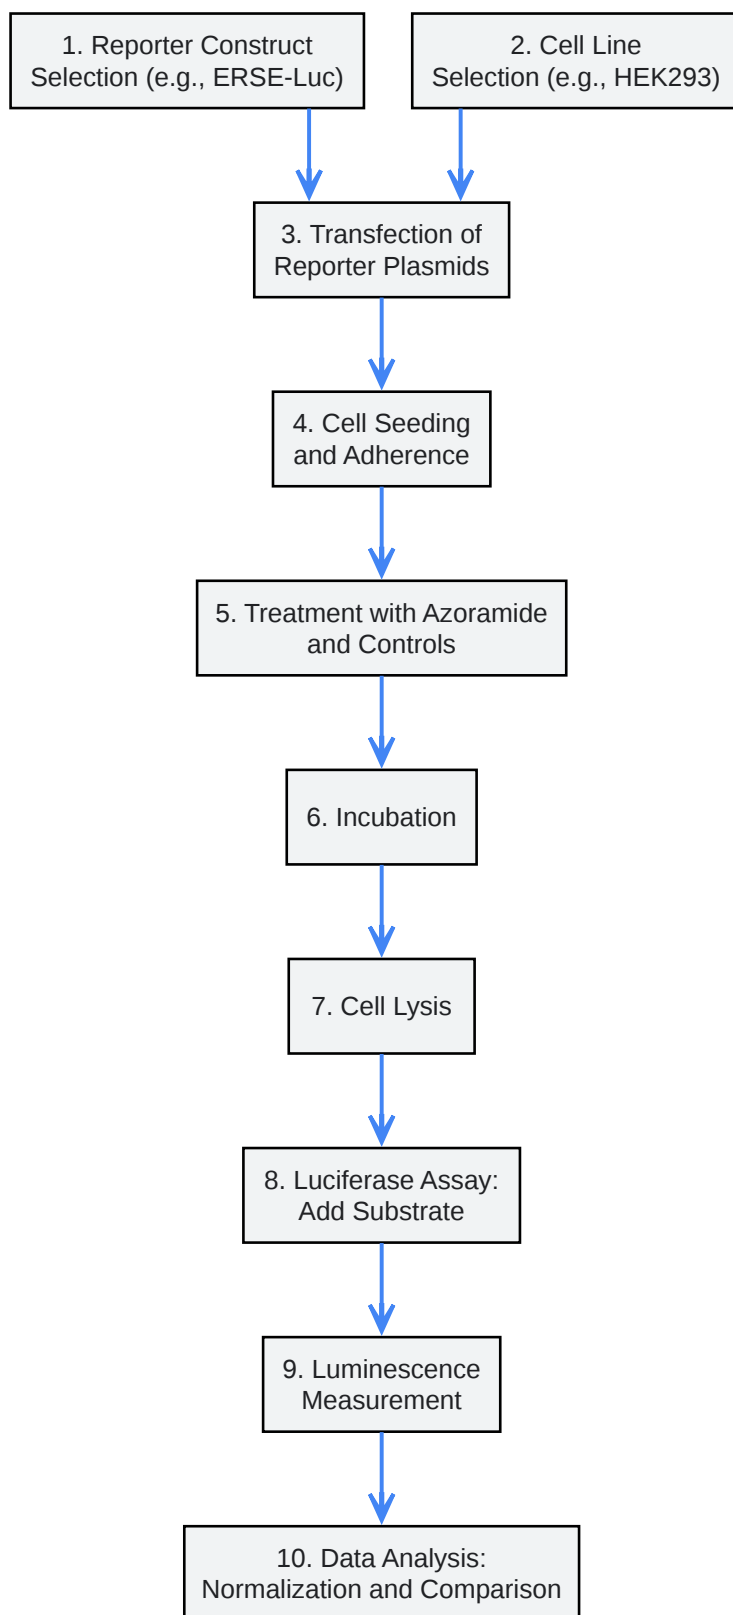 1. Reporter Construct
Selection (e.g., ERSE-Luc)
2. Cell Line
Selection (e.g., HEK293)
3. Transfection of
Reporter Plasmids
4. Cell Seeding
and Adherence
5. Treatment with Azoramide
and Controls
6. Incubation
7. Cell Lysis
8. Luciferase Assay:
Add Substrate
9. Luminescence
Measurement
10. Data Analysis:
Normalization and Comparison